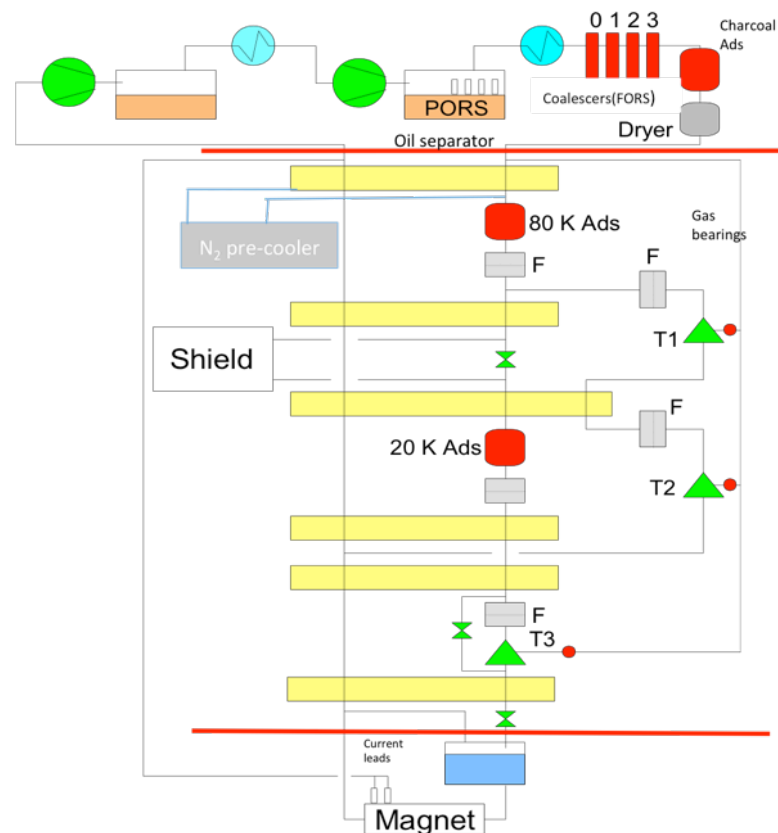 0 1 2 3
Charcoal
Ads
PORS
Coalescers(FORS)
Dryer
Oil separator
N₂ pre-cooler
80 K Ads
Gas
bearings
F
F
T1
Shield
F
20 K Ads
T2
F
T3
Current
leads
Magnet